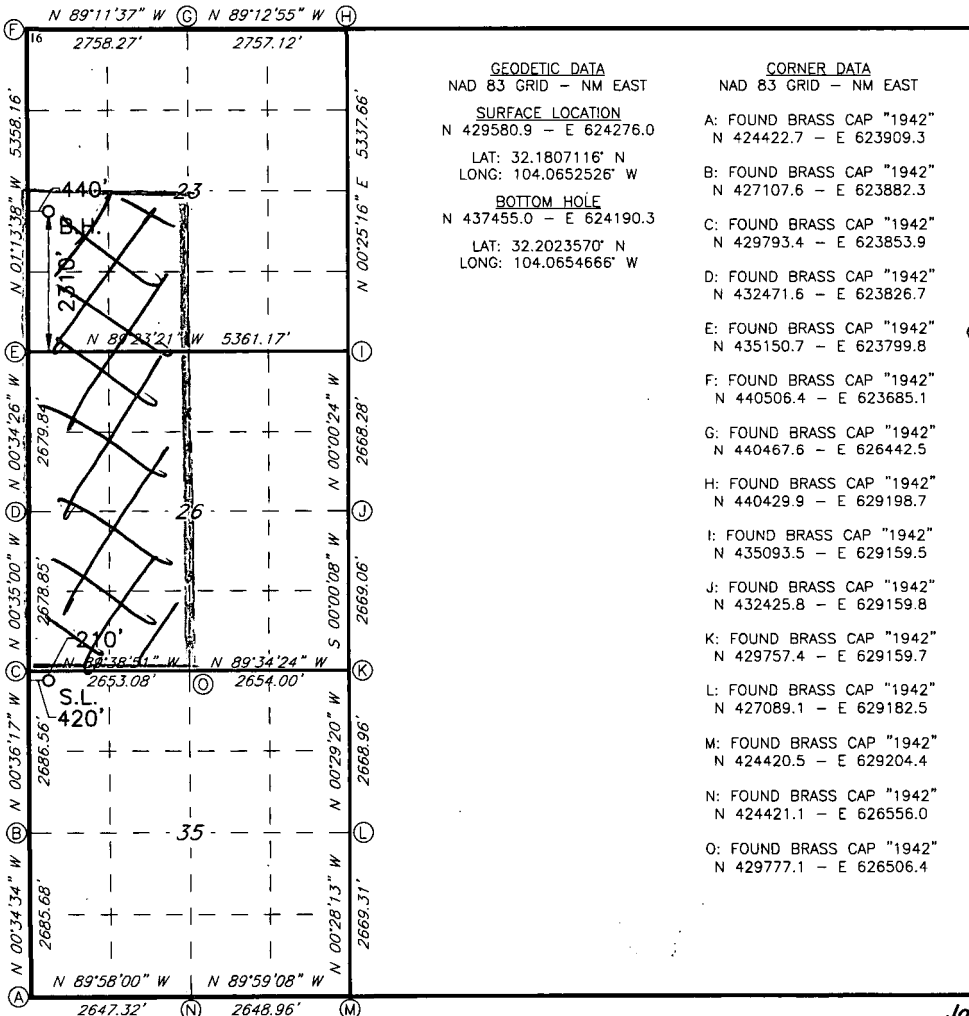 N 89°11'37" W Ⓖ N 89°12'55" W Ⓗ
Ⓕ 16 2758.27' 2757.12'
N 01°13'38" W 5358.16'
5337.66'
N 00°25'16" E
440'
23
B.H.
2310'
N 89°23'21" W 5361.17'
Ⓔ Ⓘ
N 00°34'26" W
2679.84'
N 00°00'24" W
2668.28'
Ⓓ 26 Ⓙ
N 00°35'00" W
2678.85'
S 00°00'08" W
2669.06'
210'
N 89°38'51" W N 89°34'24" W
Ⓒ 2653.08' Ⓞ 2654.00' Ⓚ
S.L.
420'
N 00°36'17" W
2686.56'
N 00°29'20" W
2668.96'
Ⓑ 35 Ⓛ
N 00°34'34" W
2685.68'
N 00°28'13" W
2669.31'
N 89°58'00" W N 89°59'08" W
Ⓐ 2647.32' Ⓝ 2648.96' Ⓜ
GEODETIC DATA
NAD 83 GRID – NM EAST
SURFACE LOCATION
N 429580.9 – E 624276.0
LAT: 32.1807116° N
LONG: 104.0652526° W
BOTTOM HOLE
N 437455.0 – E 624190.3
LAT: 32.2023570° N
LONG: 104.0654666° W
CORNER DATA
NAD 83 GRID – NM EAST
A: FOUND BRASS CAP "1942"
N 424422.7 – E 623909.3
B: FOUND BRASS CAP "1942"
N 427107.6 – E 623882.3
C: FOUND BRASS CAP "1942"
N 429793.4 – E 623853.9
D: FOUND BRASS CAP "1942"
N 432471.6 – E 623826.7
E: FOUND BRASS CAP "1942"
N 435150.7 – E 623799.8
F: FOUND BRASS CAP "1942"
N 440506.4 – E 623685.1
G: FOUND BRASS CAP "1942"
N 440467.6 – E 626442.5
H: FOUND BRASS CAP "1942"
N 440429.9 – E 629198.7
I: FOUND BRASS CAP "1942"
N 435093.5 – E 629159.5
J: FOUND BRASS CAP "1942"
N 432425.8 – E 629159.8
K: FOUND BRASS CAP "1942"
N 429757.4 – E 629159.7
L: FOUND BRASS CAP "1942"
N 427089.1 – E 629182.5
M: FOUND BRASS CAP "1942"
N 424420.5 – E 629204.4
N: FOUND BRASS CAP "1942"
N 424421.1 – E 626556.0
O: FOUND BRASS CAP "1942"
N 429777.1 – E 626506.4